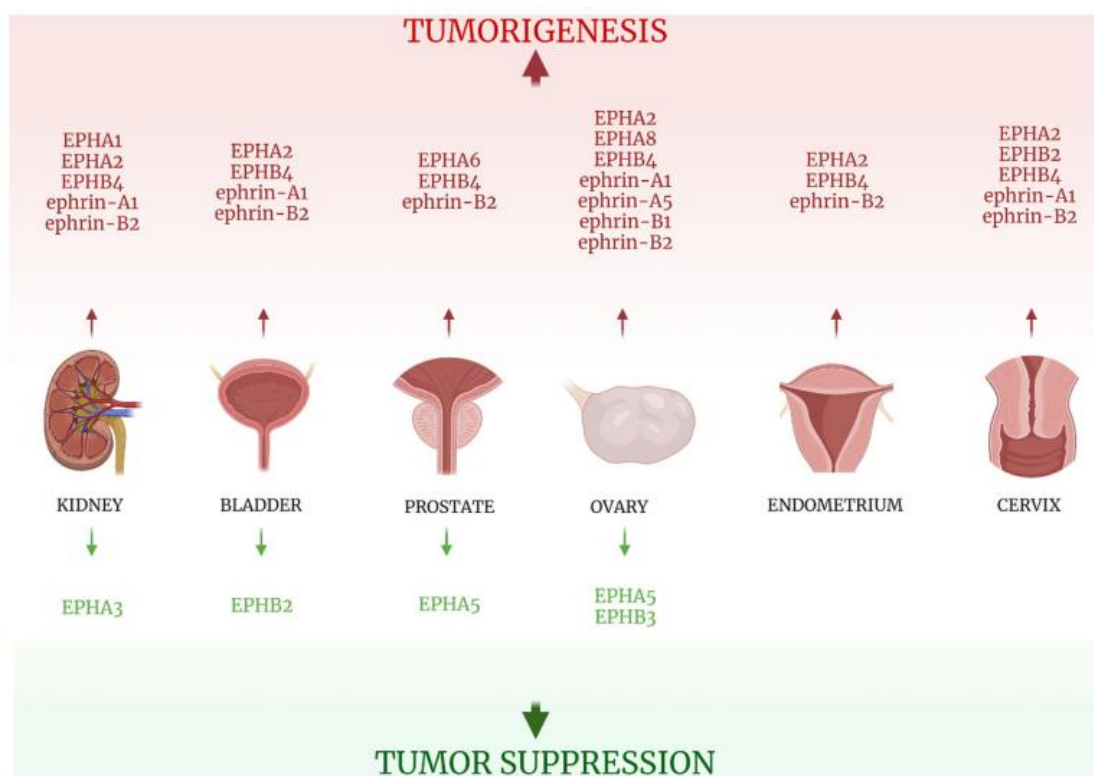 TUMORIGENESIS
EPHA1
EPHA2
EPHB4
ephrin-A1
ephrin-B2
EPHA2
EPHB4
ephrin-A1
ephrin-B2
EPHA6
EPHB4
ephrin-B2
EPHA2
EPHA8
EPHB4
ephrin-A1
ephrin-A5
ephrin-B1
ephrin-B2
EPHA2
EPHB4
ephrin-B2
EPHA2
EPHB2
EPHB4
ephrin-A1
ephrin-B2
KIDNEY
BLADDER
PROSTATE
OVARY
ENDOMETRIUM
CERVIX
EPHA3
EPHB2
EPHA5
EPHA5
EPHB3
TUMOR SUPPRESSION